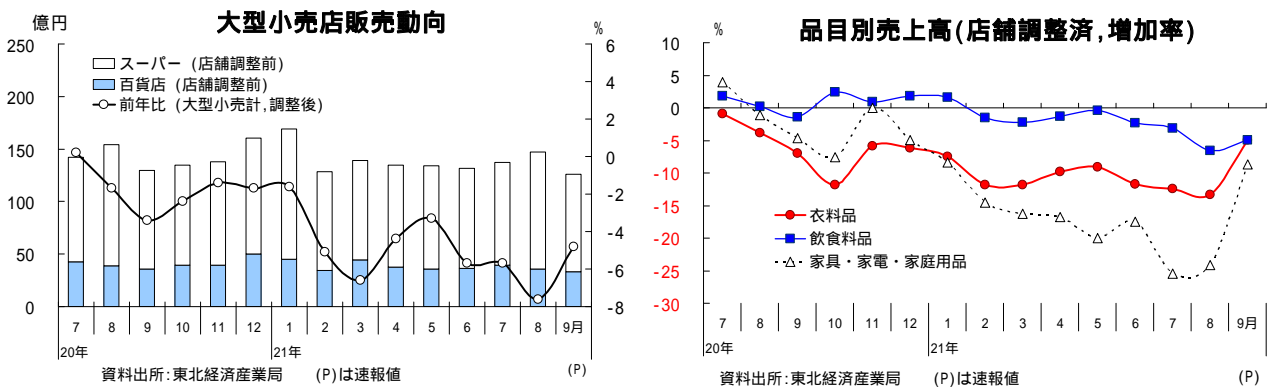 大型小売店販売動向
億円
%
250
200
150
100
50
0
6
4
2
0
-2
-4
-6
-8
スーパー (店舗調整前)
百貨店 (店舗調整前)
前年比 (大型小売計,調整後)
7 8 9 10 11 12 1 2 3 4 5 6 7 8 9月
20年 21年
資料出所:東北経済産業局 (P)は速報値
(P)
品目別売上高(店舗調整済,増加率)
%
10
5
0
-5
-10
-15
-20
-25
-30
衣料品
飲食料品
家具・家電・家庭用品
7 8 9 10 11 12 1 2 3 4 5 6 7 8 9月
20年 21年
資料出所:東北経済産業局 (P)は速報値
(P)